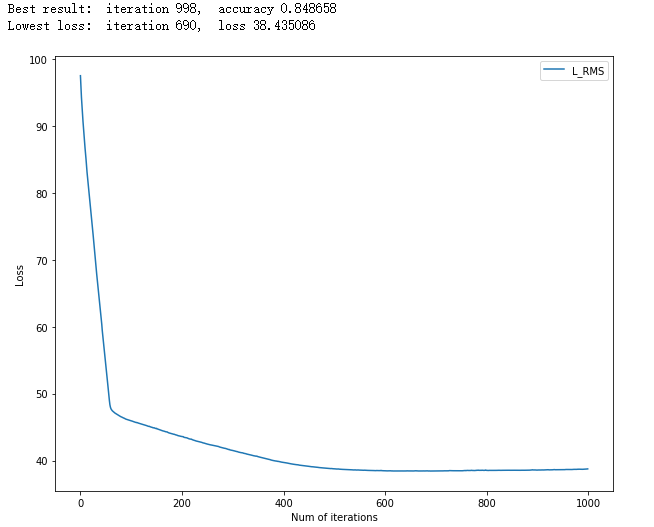 Best result: iteration 998, accuracy 0.848658
Lowest loss: iteration 690, loss 38.435086
L_RMS
100
90
80
70
60
50
40
Loss
0 200 400 600 800 1000
Num of iterations